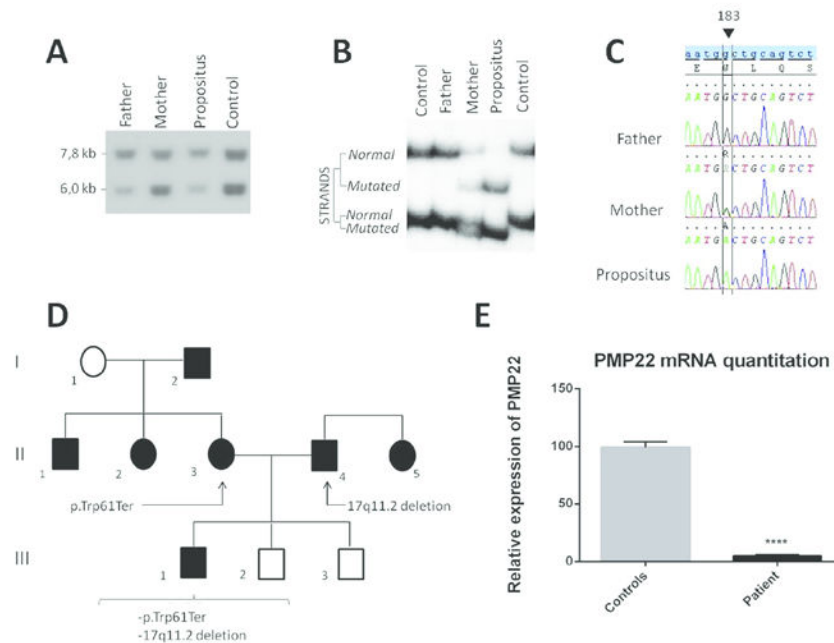 A
Father
Mother
Propositus
Control
7,8 kb
6,0 kb
B
Control
Father
Mother
Propositus
Control
STRANDS
Normal
Mutated
Normal
Mutated
C
183
aatggctgcagtct
E W L Q S
AATGGCTGCAGTCT
Father
R
AATGRCTGCAGTCT
Mother
A
AATGACTGCAGTCT
Propositus
D
I
1
2
II
1
2
3
4
5
p.Trp61Ter
17q11.2 deletion
III
1
2
3
-p.Trp61Ter
-17q11.2 deletion
E
PMP22 mRNA quantitation
Relative expression of PMP22
150
100
50
0
****
Controls
Patient